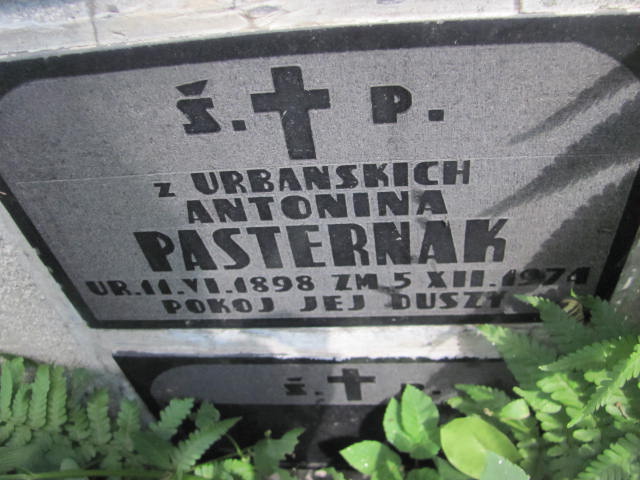 Ś. P.
z URBAŃSKICH
ANTONINA
PASTERNAK
UR. 11. VI. 1898 ZM 5 XII. 1974
POKOJ JEJ DUSZY
Ś P.